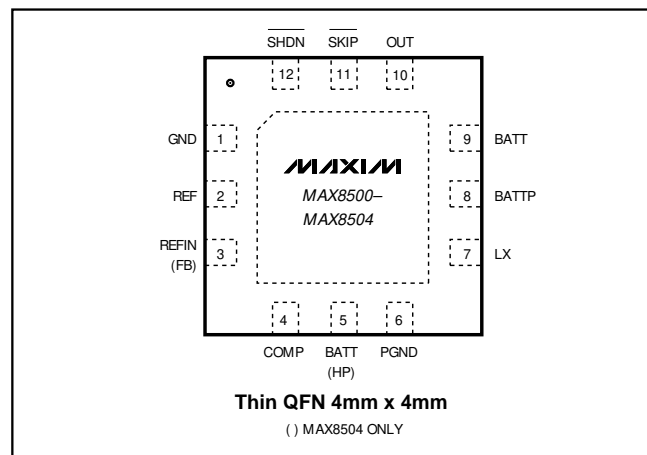 SHDN SKIP OUT
12 11 10
GND 1 9 BATT
MAXIM
REF 2 MAX8500– 8 BATTP
MAX8504
REFIN 3 7 LX
(FB)
4 5 6
COMP BATT PGND
(HP)
Thin QFN 4mm x 4mm
( ) MAX8504 ONLY